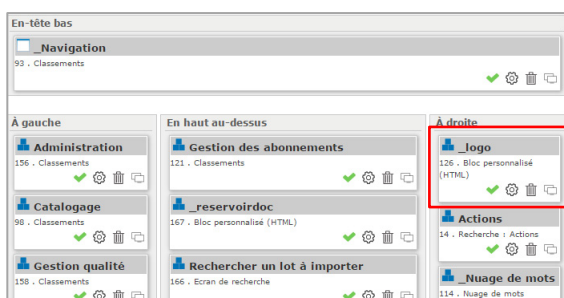 En-tête bas
_Navigation
93 . Classements
À gauche
Administration
156 . Classements
Catalogage
98 . Classements
Gestion qualité
158 . Classements
En haut au-dessus
Gestion des abonnements
121 . Classements
_reservoirdoc
167 . Bloc personnalisé (HTML)
Rechercher un lot à importer
166 . Ecran de recherche
À droite
_logo
126 . Bloc personnalisé
(HTML)
Actions
14 . Recherche : Actions
_Nuage de mots
114 . Nuage de mots